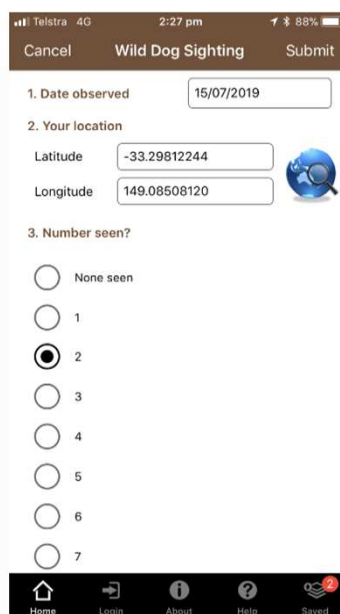 Telstra 4G 2:27 pm 88%
Cancel Wild Dog Sighting Submit
1. Date observed 15/07/2019
2. Your location
Latitude -33.29812244
Longitude 149.08508120
3. Number seen?
None seen
1
2
3
4
5
6
7
2
Home Login About Help Saved